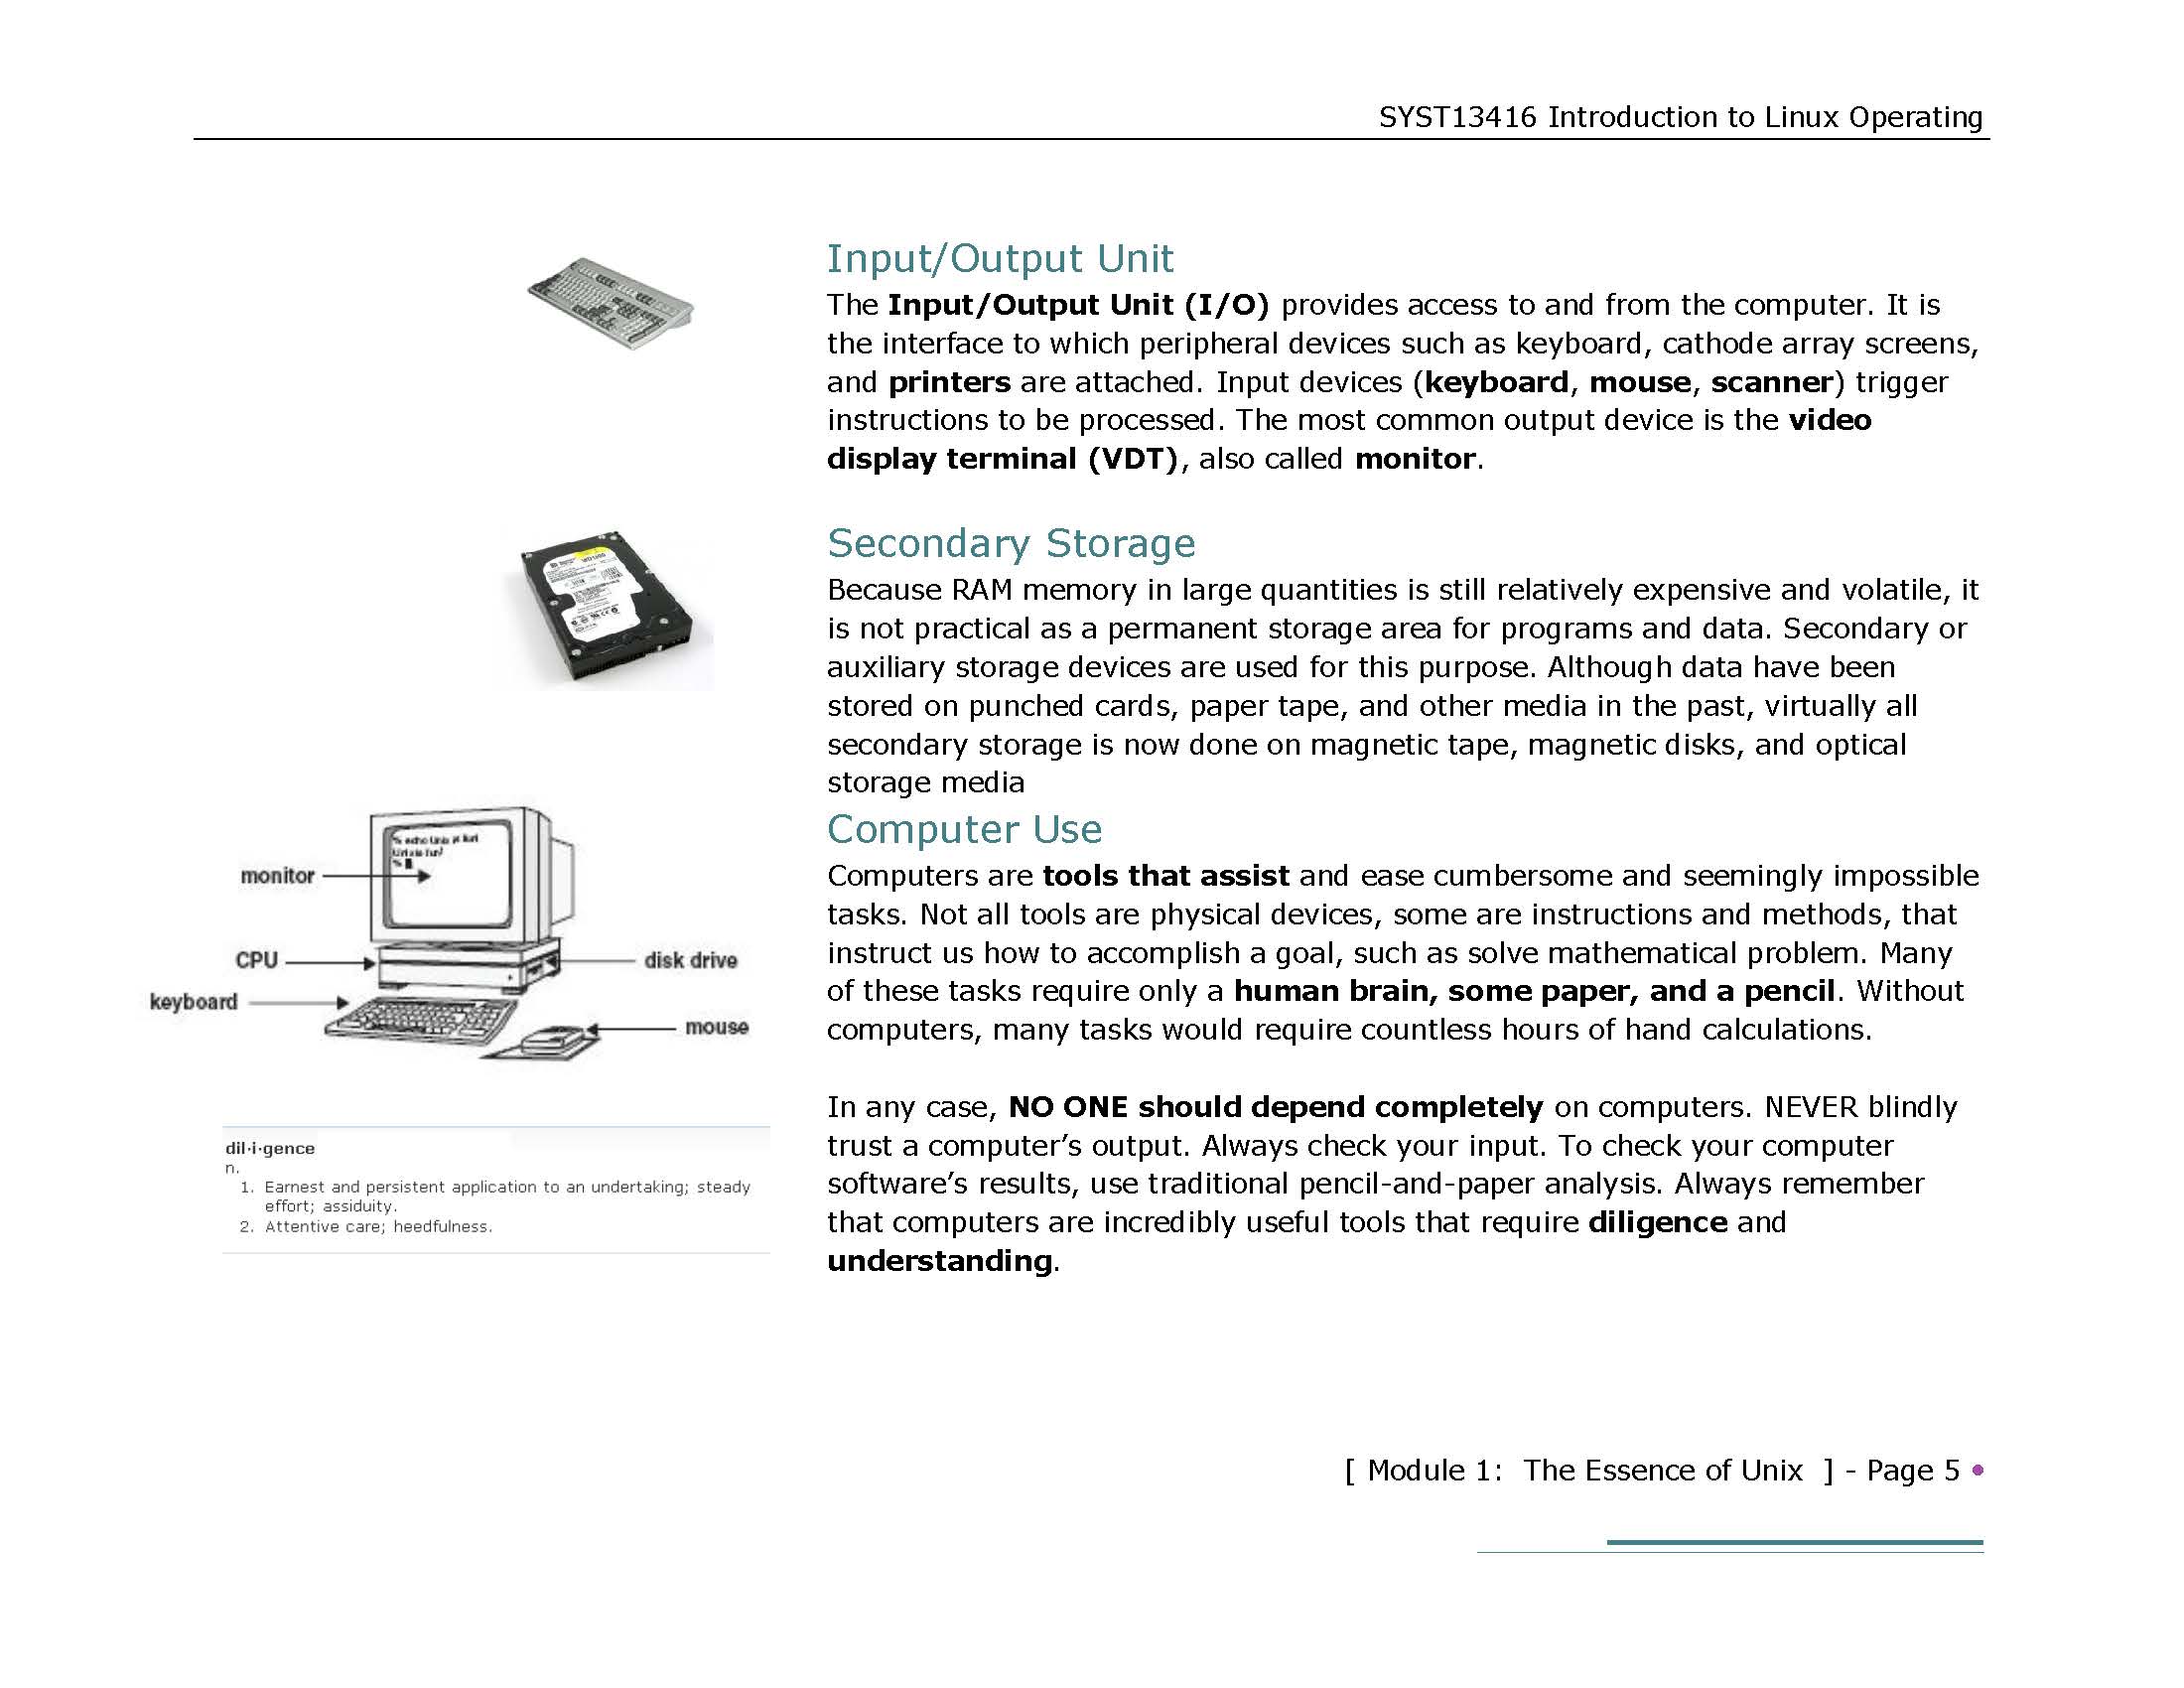 SYST13416 Introduction to Linux Operating
Input/Output Unit
The Input/Output Unit (I/O) provides access to and from the computer. It is
the interface to which peripheral devices such as keyboard, cathode array screens,
and printers are attached. Input devices (keyboard, mouse, scanner) trigger
instructions to be processed. The most common output device is the video
display terminal (VDT), also called monitor.
Secondary Storage
Because RAM memory in large quantities is still relatively expensive and volatile, it
is not practical as a permanent storage area for programs and data. Secondary or
auxiliary storage devices are used for this purpose. Although data have been
stored on punched cards, paper tape, and other media in the past, virtually all
secondary storage is now done on magnetic tape, magnetic disks, and optical
storage media
% echo Unix is fun!
Unix is fun!
%
monitor
CPU
disk drive
keyboard
mouse
Computer Use
Computers are tools that assist and ease cumbersome and seemingly impossible
tasks. Not all tools are physical devices, some are instructions and methods, that
instruct us how to accomplish a goal, such as solve mathematical problem. Many
of these tasks require only a human brain, some paper, and a pencil. Without
computers, many tasks would require countless hours of hand calculations.
dil·i·gence
n.
1. Earnest and persistent application to an undertaking; steady
effort; assiduity.
2. Attentive care; heedfulness.
In any case, NO ONE should depend completely on computers. NEVER blindly
trust a computer’s output. Always check your input. To check your computer
software’s results, use traditional pencil-and-paper analysis. Always remember
that computers are incredibly useful tools that require diligence and
understanding.
[ Module 1:  The Essence of Unix  ] - Page 5 •